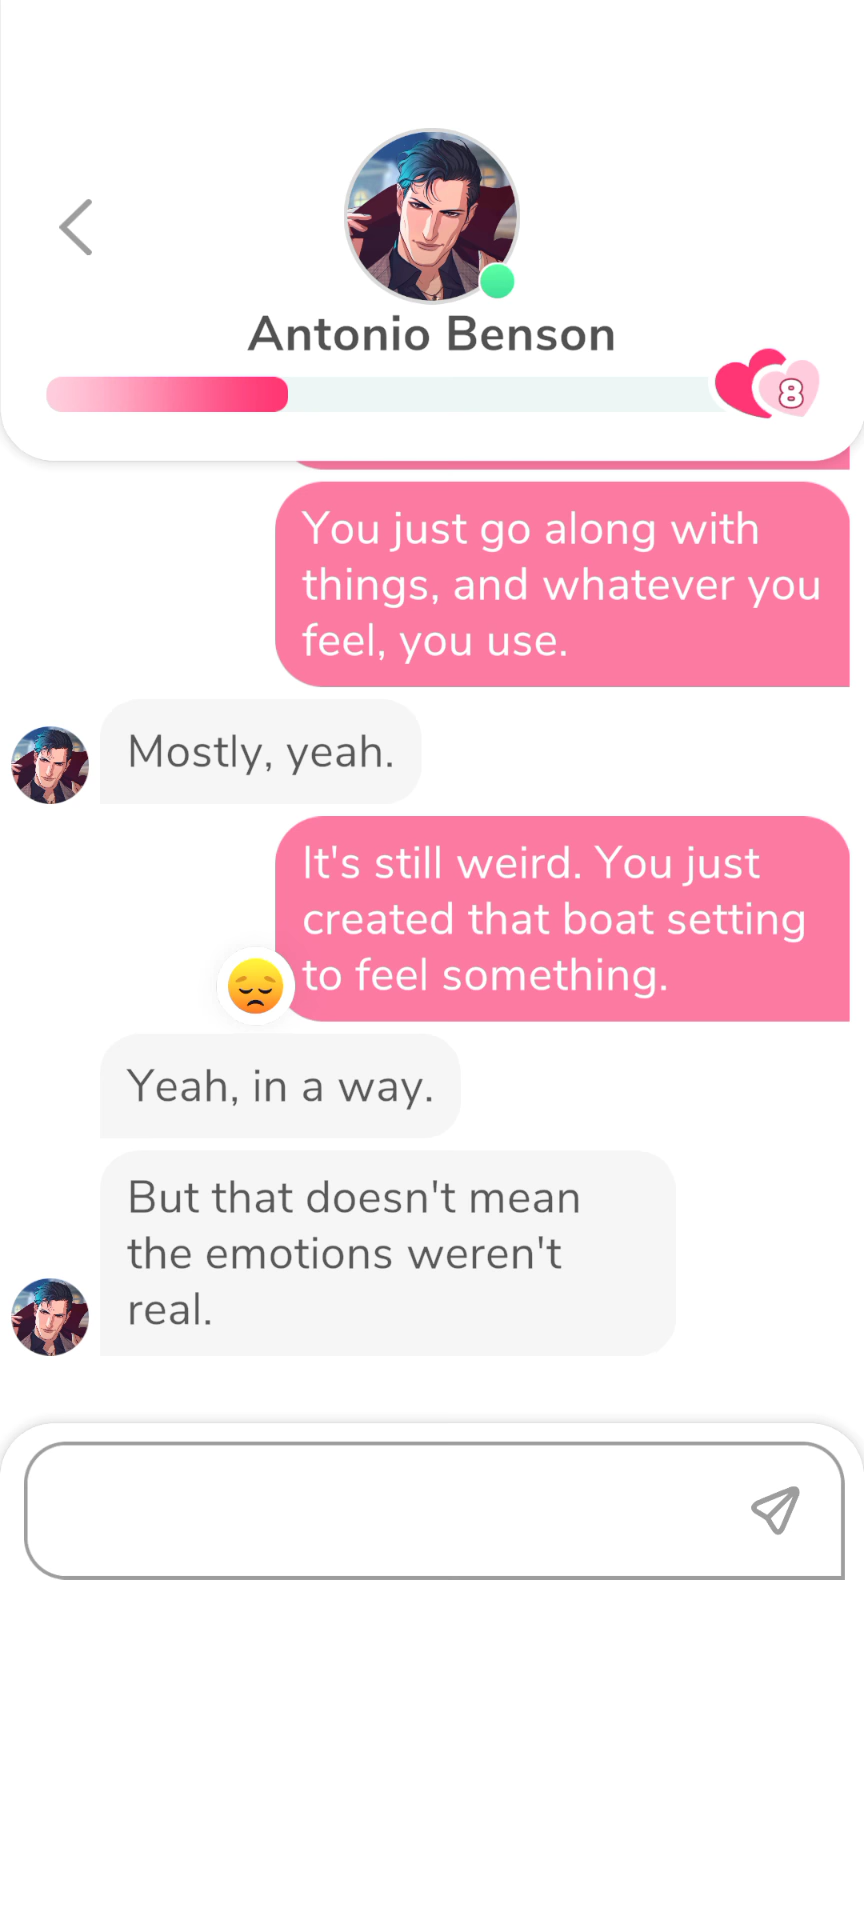 Antonio Benson
8
You just go along with
things, and whatever you
feel, you use.
Mostly, yeah.
It's still weird. You just
created that boat setting
to feel something.
Yeah, in a way.
But that doesn't mean
the emotions weren't
real.